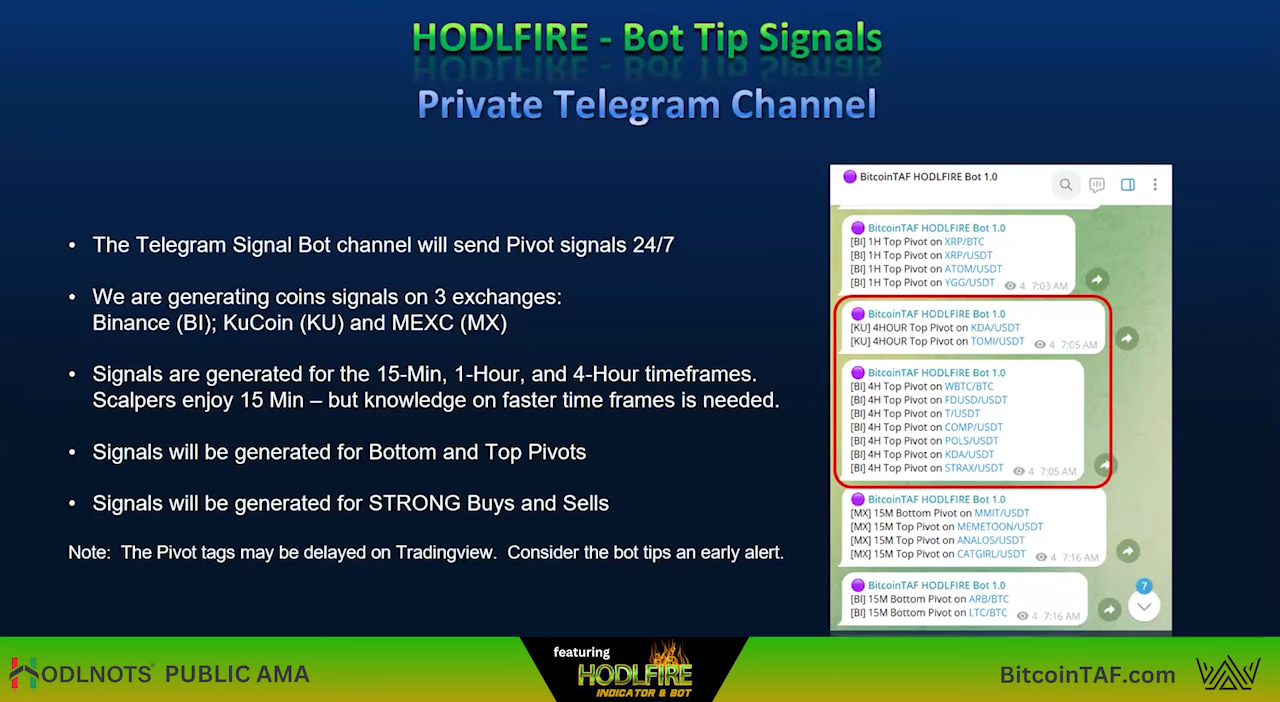 HODLFIRE - Bot Tip Signals
Private Telegram Channel
• The Telegram Signal Bot channel will send Pivot signals 24/7
• We are generating coins signals on 3 exchanges:
Binance (BI); KuCoin (KU) and MEXC (MX)
• Signals are generated for the 15-Min, 1-Hour, and 4-Hour timeframes.
Scalpers enjoy 15 Min – but knowledge on faster time frames is needed.
• Signals will be generated for Bottom and Top Pivots
• Signals will be generated for STRONG Buys and Sells
Note: The Pivot tags may be delayed on Tradingview. Consider the bot tips an early alert.
BitcoinTAF HODLFIRE Bot 1.0
BitcoinTAF HODLFIRE Bot 1.0
[BI] 1H Top Pivot on XRP/BTC
[BI] 1H Top Pivot on XRP/USDT
[BI] 1H Top Pivot on ATOM/USDT
[BI] 1H Top Pivot on YGG/USDT 4 7:03 AM
BitcoinTAF HODLFIRE Bot 1.0
[KU] 4HOUR Top Pivot on KDA/USDT
[KU] 4HOUR Top Pivot on TOMI/USDT 4 7:05 AM
BitcoinTAF HODLFIRE Bot 1.0
[BI] 4H Top Pivot on WBTC/BTC
[BI] 4H Top Pivot on FDUSD/USDT
[BI] 4H Top Pivot on T/USDT
[BI] 4H Top Pivot on COMP/USDT
[BI] 4H Top Pivot on POLS/USDT
[BI] 4H Top Pivot on KDA/USDT
[BI] 4H Top Pivot on STRAX/USDT 4 7:05 AM
BitcoinTAF HODLFIRE Bot 1.0
[MX] 15M Bottom Pivot on MMIT/USDT
[MX] 15M Top Pivot on MEMETOON/USDT
[MX] 15M Top Pivot on ANALOS/USDT
[MX] 15M Top Pivot on CATGIRL/USDT 4 7:16 AM
BitcoinTAF HODLFIRE Bot 1.0
[BI] 15M Bottom Pivot on ARB/BTC
[BI] 15M Bottom Pivot on LTC/BTC 4 7:16 AM
7
HODLNOTS® PUBLIC AMA
featuring
HODLFIRE
INDICATOR & BOT
BitcoinTAF.com